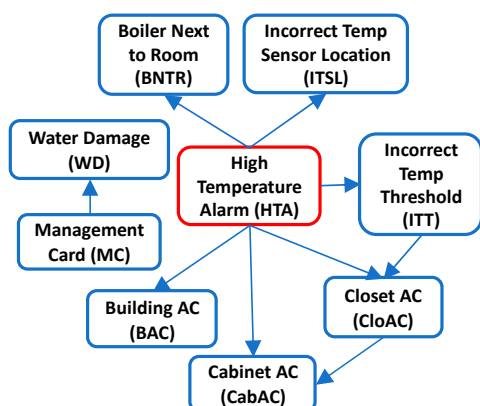 Boiler Next
to Room
(BNTR)
Incorrect Temp
Sensor Location
(ITSL)
Water Damage
(WD)
High
Temperature
Alarm (HTA)
Incorrect
Temp
Threshold
(ITT)
Management
Card (MC)
Building AC
(BAC)
Closet AC
(CloAC)
Cabinet AC
(CabAC)